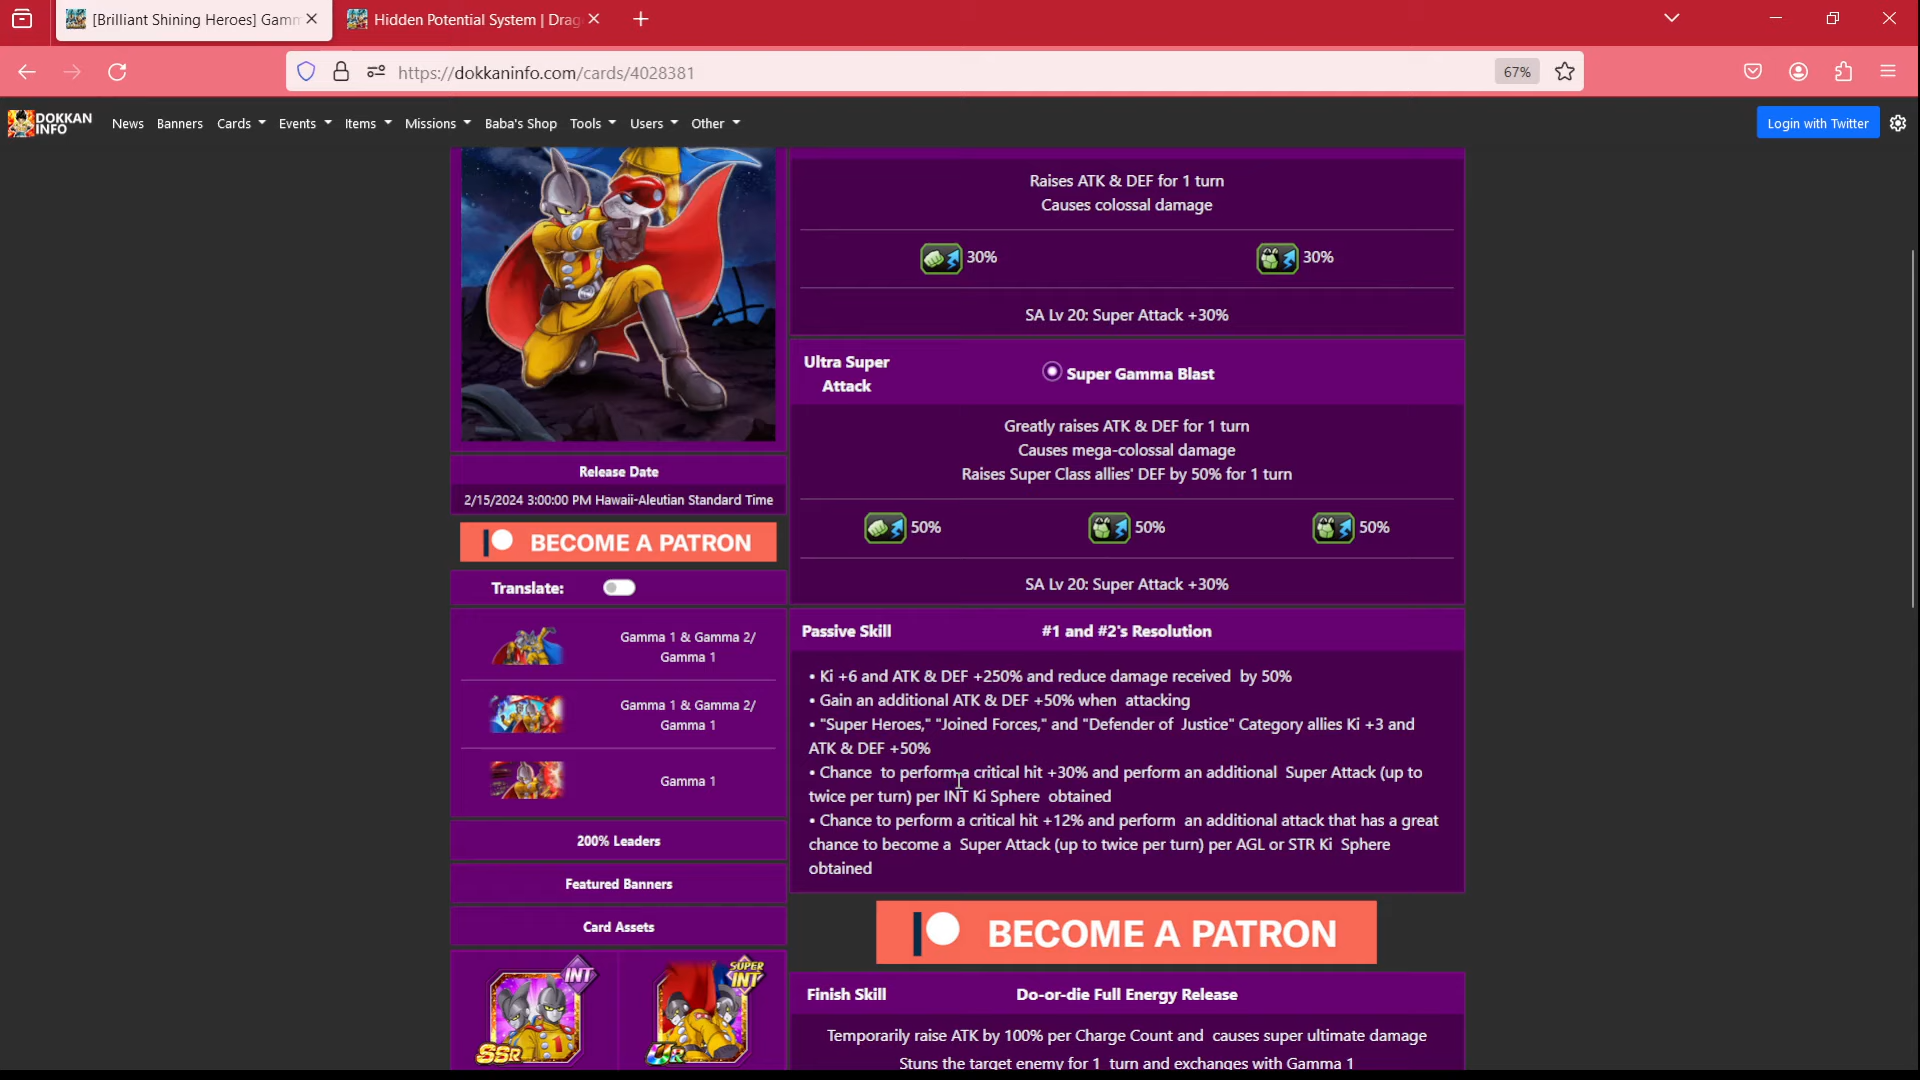 [Brilliant Shining Heroes] Gamm
Hidden Potential System | Drag
https://dokkaninfo.com/cards/4028381
67%
DOKKAN
INFO
News Banners Cards Events Items Missions Baba's Shop Tools Users Other
Login with Twitter
Raises ATK & DEF for 1 turn
Causes colossal damage
30% 30%
SA Lv 20: Super Attack +30%
Ultra Super
Attack
Super Gamma Blast
Greatly raises ATK & DEF for 1 turn
Causes mega-colossal damage
Raises Super Class allies' DEF by 50% for 1 turn
50% 50% 50%
SA Lv 20: Super Attack +30%
Release Date
2/15/2024 3:00:00 PM Hawaii-Aleutian Standard Time
BECOME A PATRON
Translate:
Gamma 1 & Gamma 2/
Gamma 1
Gamma 1 & Gamma 2/
Gamma 1
Gamma 1
200% Leaders
Featured Banners
Card Assets
INT
SSR
SUPER
INT
UR
Passive Skill
#1 and #2's Resolution
• Ki +6 and ATK & DEF +250% and reduce damage received by 50%
• Gain an additional ATK & DEF +50% when attacking
• "Super Heroes," "Joined Forces," and "Defender of Justice" Category allies Ki +3 and
ATK & DEF +50%
• Chance to perform a critical hit +30% and perform an additional Super Attack (up to
twice per turn) per INT Ki Sphere obtained
• Chance to perform a critical hit +12% and perform an additional attack that has a great
chance to become a Super Attack (up to twice per turn) per AGL or STR Ki Sphere
obtained
BECOME A PATRON
Finish Skill
Do-or-die Full Energy Release
Temporarily raise ATK by 100% per Charge Count and causes super ultimate damage
Stuns the target enemy for 1 turn and exchanges with Gamma 1